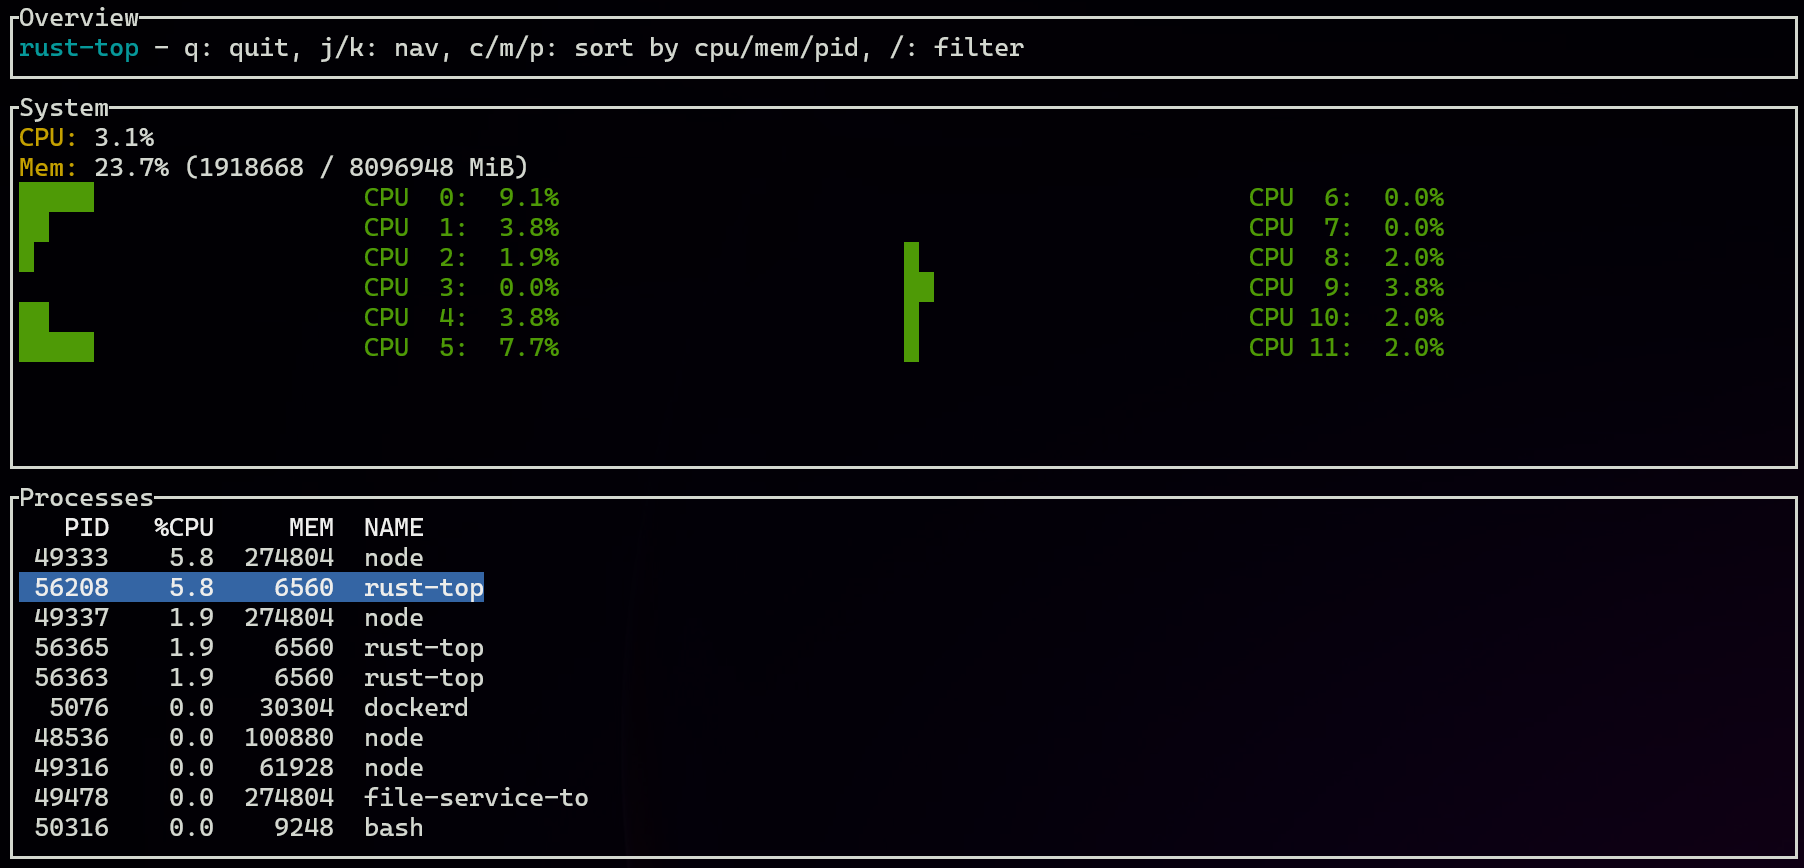 Overview
rust-top - q: quit, j/k: nav, c/m/p: sort by cpu/mem/pid, /: filter
System
CPU: 3.1%
Mem: 23.7% (1918668 / 8096948 MiB)
CPU  0:  9.1%
CPU  1:  3.8%
CPU  2:  1.9%
CPU  3:  0.0%
CPU  4:  3.8%
CPU  5:  7.7%
CPU  6:  0.0%
CPU  7:  0.0%
CPU  8:  2.0%
CPU  9:  3.8%
CPU 10:  2.0%
CPU 11:  2.0%
Processes
PID   %CPU     MEM  NAME
49333    5.8  274804  node
56208    5.8    6560  rust-top
49337    1.9  274804  node
56365    1.9    6560  rust-top
56363    1.9    6560  rust-top
5076    0.0   30304  dockerd
48536    0.0  100880  node
49316    0.0   61928  node
49478    0.0  274804  file-service-to
50316    0.0    9248  bash